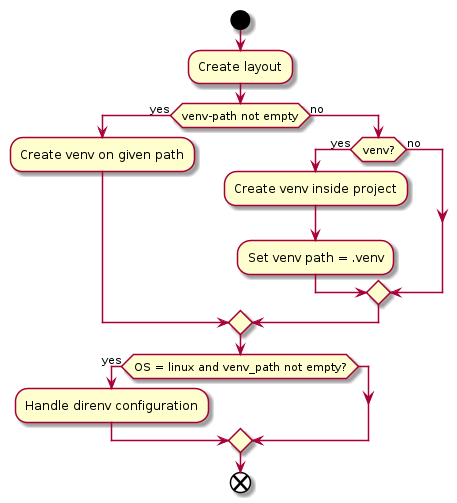 Create layout
yes
venv-path not empty
no
Create venv on given path
yes
venv?
no
Create venv inside project
Set venv path = .venv
yes
OS = linux and venv_path not empty?
Handle direnv configuration